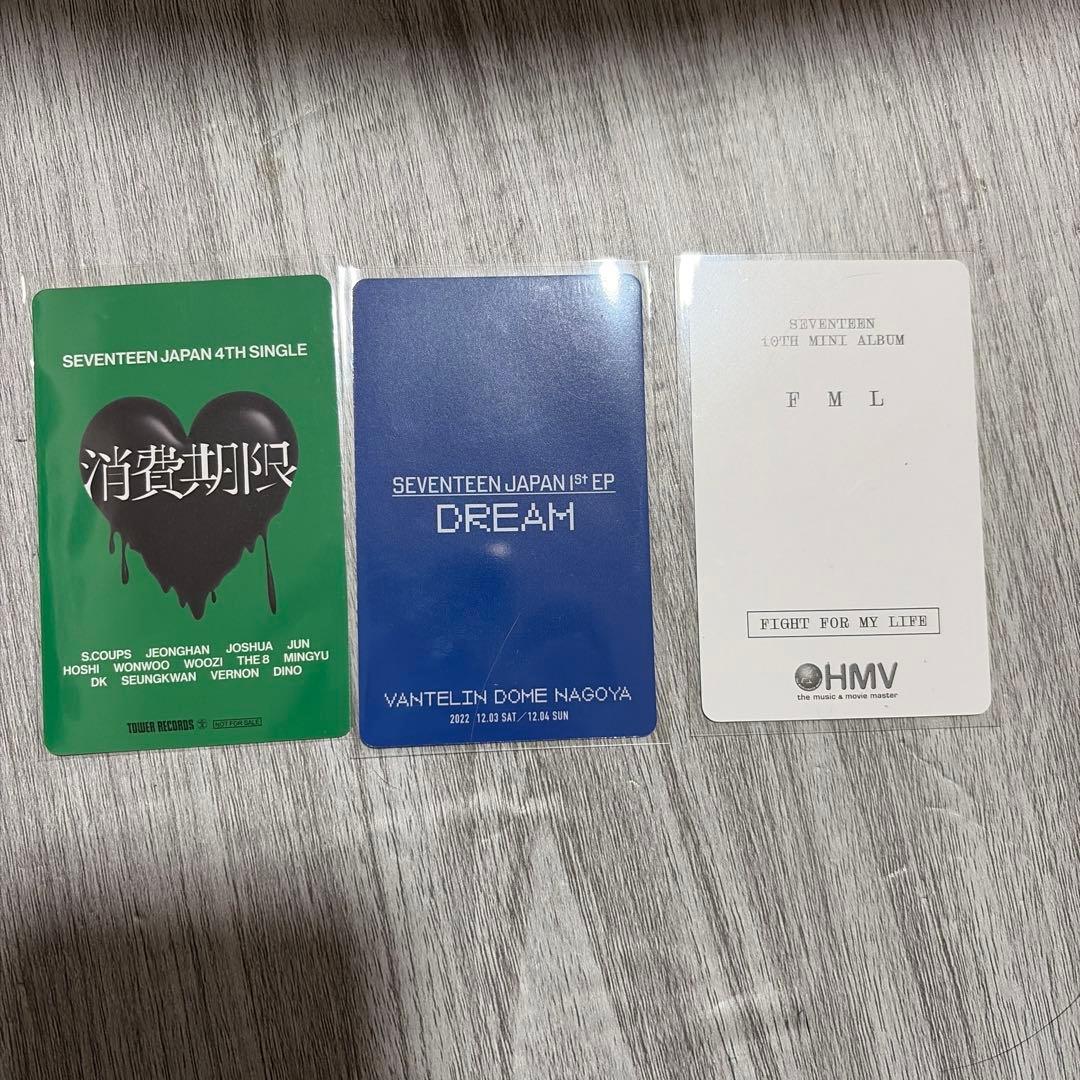 SEVENTEEN JAPAN 4TH SINGLE
消費期限
S.COUPS JEONGHAN JOSHUA JUN
HOSHI WONWOO WOOZI THE 8 MINGYU
DK SEUNGKWAN VERNON DINO
TOWER RECORDS NOT FOR SALE
SEVENTEEN JAPAN 1St EP
DREAM
VANTELIN DOME NAGOYA
2022 12.03 SAT/12.04 SUN
SEVENTEEN
10TH MINI ALBUM
F M L
FIGHT FOR MY LIFE
HMV
the music & movie master